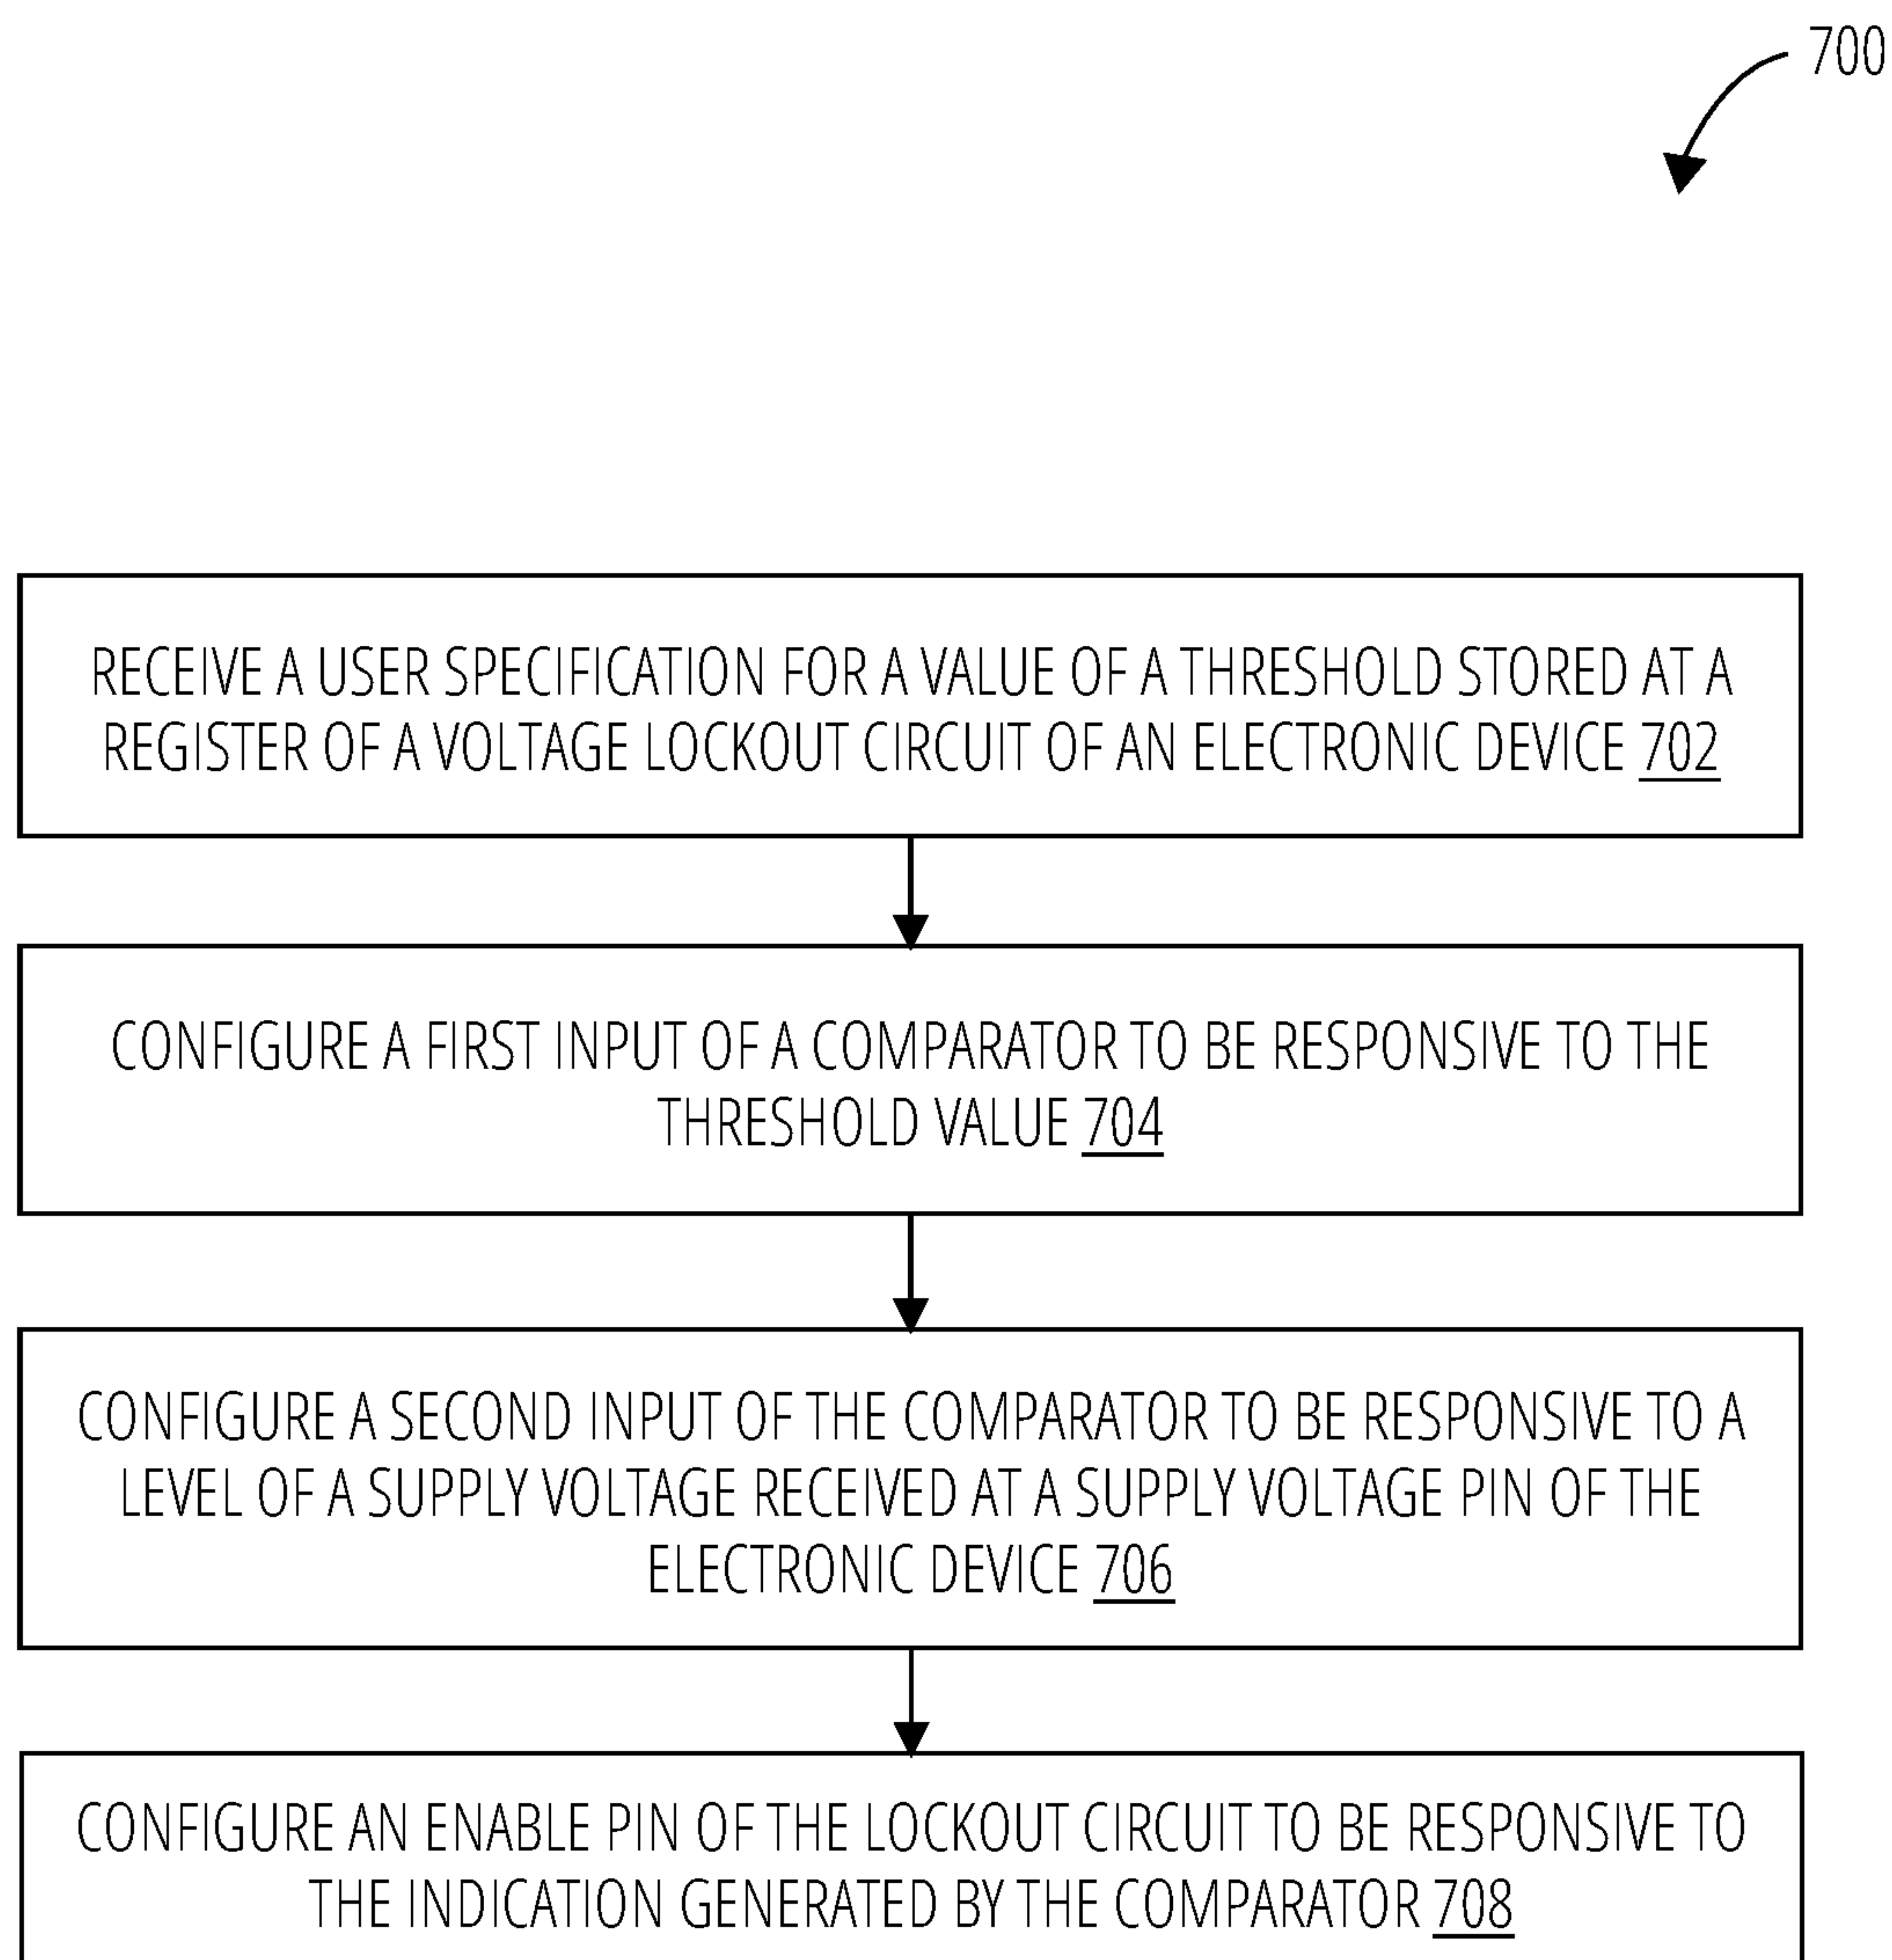 700
RECEIVE A USER SPECIFICATION FOR A VALUE OF A THRESHOLD STORED AT A
REGISTER OF A VOLTAGE LOCKOUT CIRCUIT OF AN ELECTRONIC DEVICE 702
CONFIGURE A FIRST INPUT OF A COMPARATOR TO BE RESPONSIVE TO THE
THRESHOLD VALUE 704
CONFIGURE A SECOND INPUT OF THE COMPARATOR TO BE RESPONSIVE TO A
LEVEL OF A SUPPLY VOLTAGE RECEIVED AT A SUPPLY VOLTAGE PIN OF THE
ELECTRONIC DEVICE 706
CONFIGURE AN ENABLE PIN OF THE LOCKOUT CIRCUIT TO BE RESPONSIVE TO
THE INDICATION GENERATED BY THE COMPARATOR 708